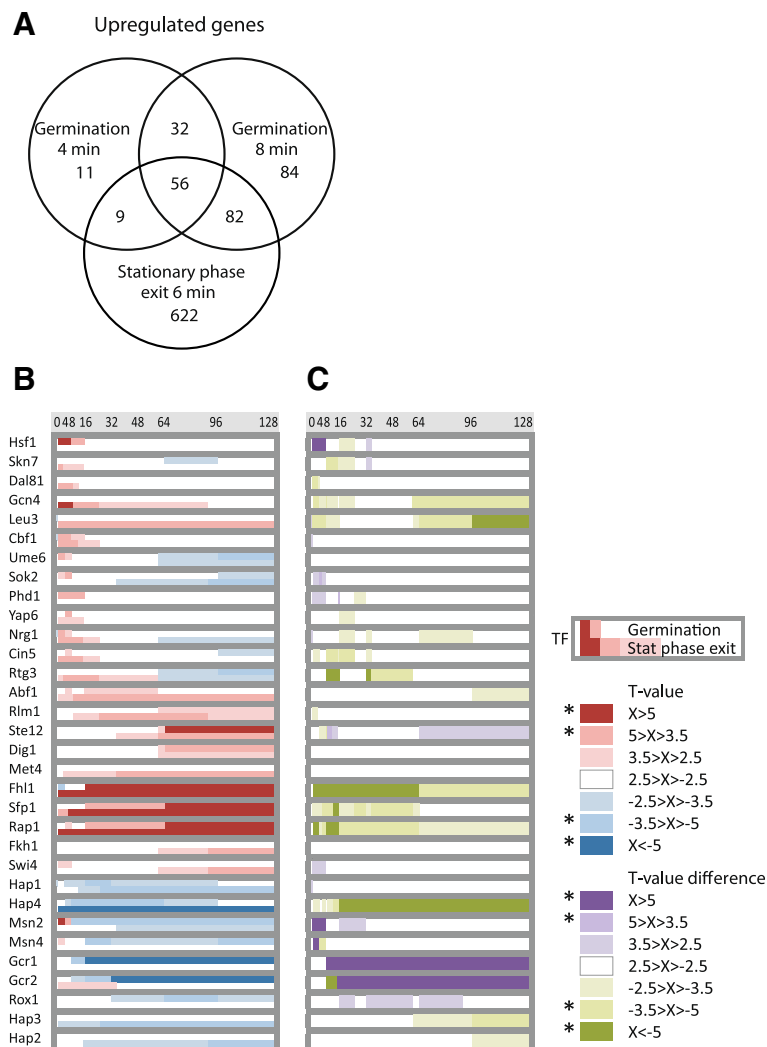 A
Upregulated genes
Germination
4 min
11
32
Germination
8 min
84
56
9
82
Stationary phase
exit 6 min
622
B
C
0 4 8 16 32 48 64 96 128
0 4 8 16 32 48 64 96 128
Hsf1
Skn7
Dal81
Gcn4
Leu3
Cbf1
Ume6
Sok2
Phd1
Yap6
Nrg1
Cin5
Rtg3
Abf1
Rlm1
Ste12
Dig1
Met4
Fhl1
Sfp1
Rap1
Fkh1
Swi4
Hap1
Hap4
Msn2
Msn4
Gcr1
Gcr2
Rox1
Hap3
Hap2
TF
Germination
Stat phase exit
T-value
* X>5
* 5>X>3.5
3.5>X>2.5
2.5>X>-2.5
-2.5>X>-3.5
* -3.5>X>-5
* X<-5
T-value difference
* X>5
* 5>X>3.5
3.5>X>2.5
2.5>X>-2.5
-2.5>X>-3.5
* -3.5>X>-5
* X<-5